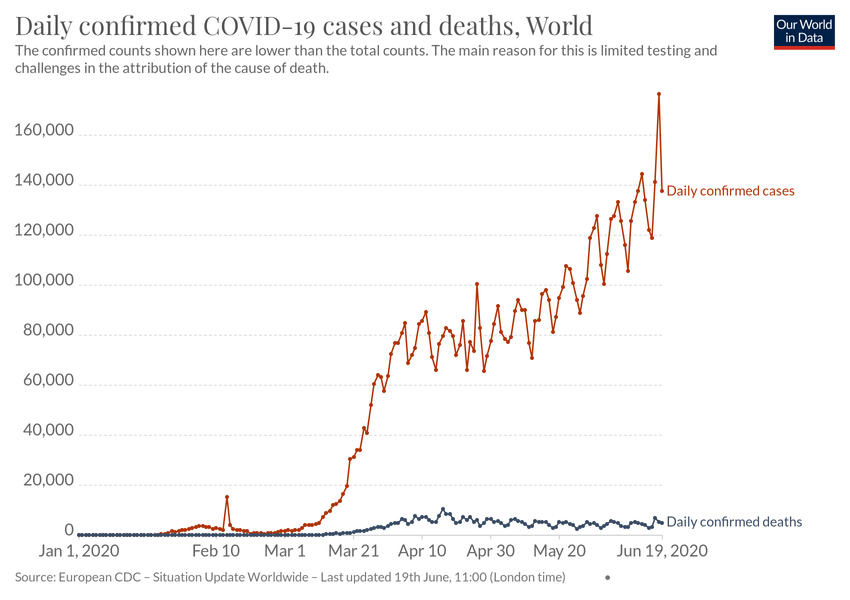 Daily confirmed COVID-19 cases and deaths, World
Our World
in Data
The confirmed counts shown here are lower than the total counts. The main reason for this is limited testing and
challenges in the attribution of the cause of death.
160,000
140,000
Daily confirmed cases
120,000
100,000
80,000
60,000
40,000
20,000
Daily confirmed deaths
0
Jan 1, 2020
Feb 10
Mar 1
Mar 21
Apr 10
Apr 30
May 20
Jun 19, 2020
Source: European CDC – Situation Update Worldwide – Last updated 19th June, 11:00 (London time)